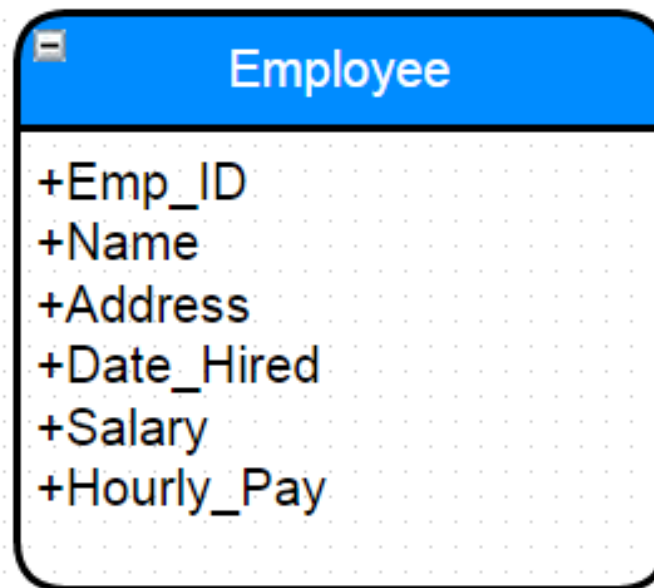 Employee
+Emp_ID
+Name
+Address
+Date_Hired
+Salary
+Hourly_Pay